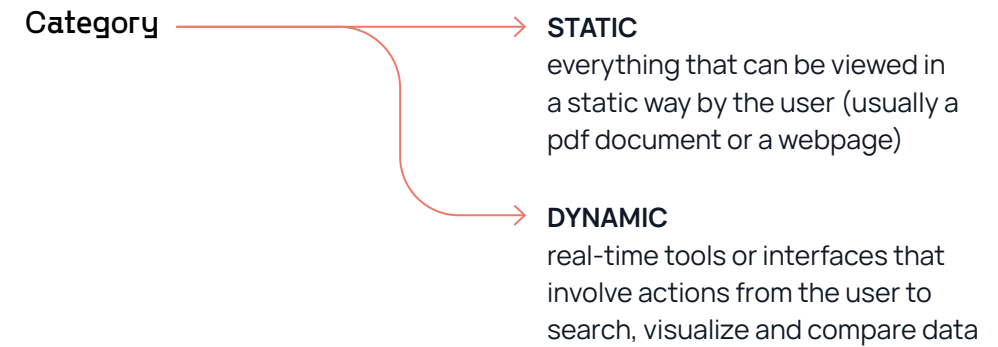 Category
STATIC
everything that can be viewed in
a static way by the user (usually a
pdf document or a webpage)
DYNAMIC
real-time tools or interfaces that
involve actions from the user to
search, visualize and compare data